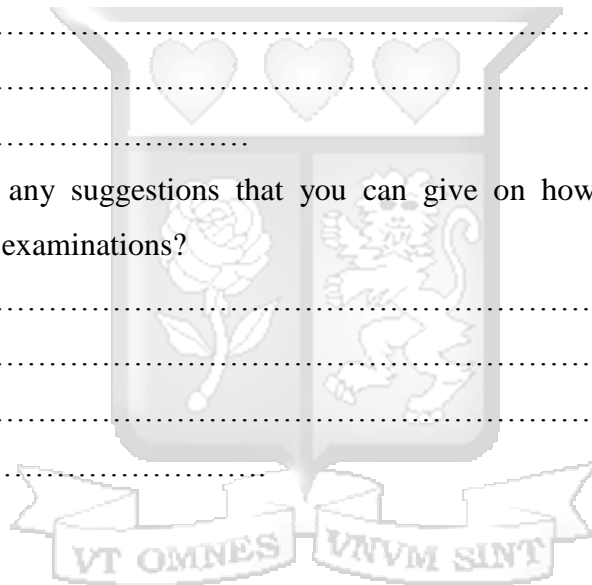 ……………………………………………………………
……………………………………………………………
……………………….
any suggestions that you can give on how
examinations?
……………………………………………………………
……………………………………………………………
……………………………………………………………
…………………………
VT OMNES VNVM SINT